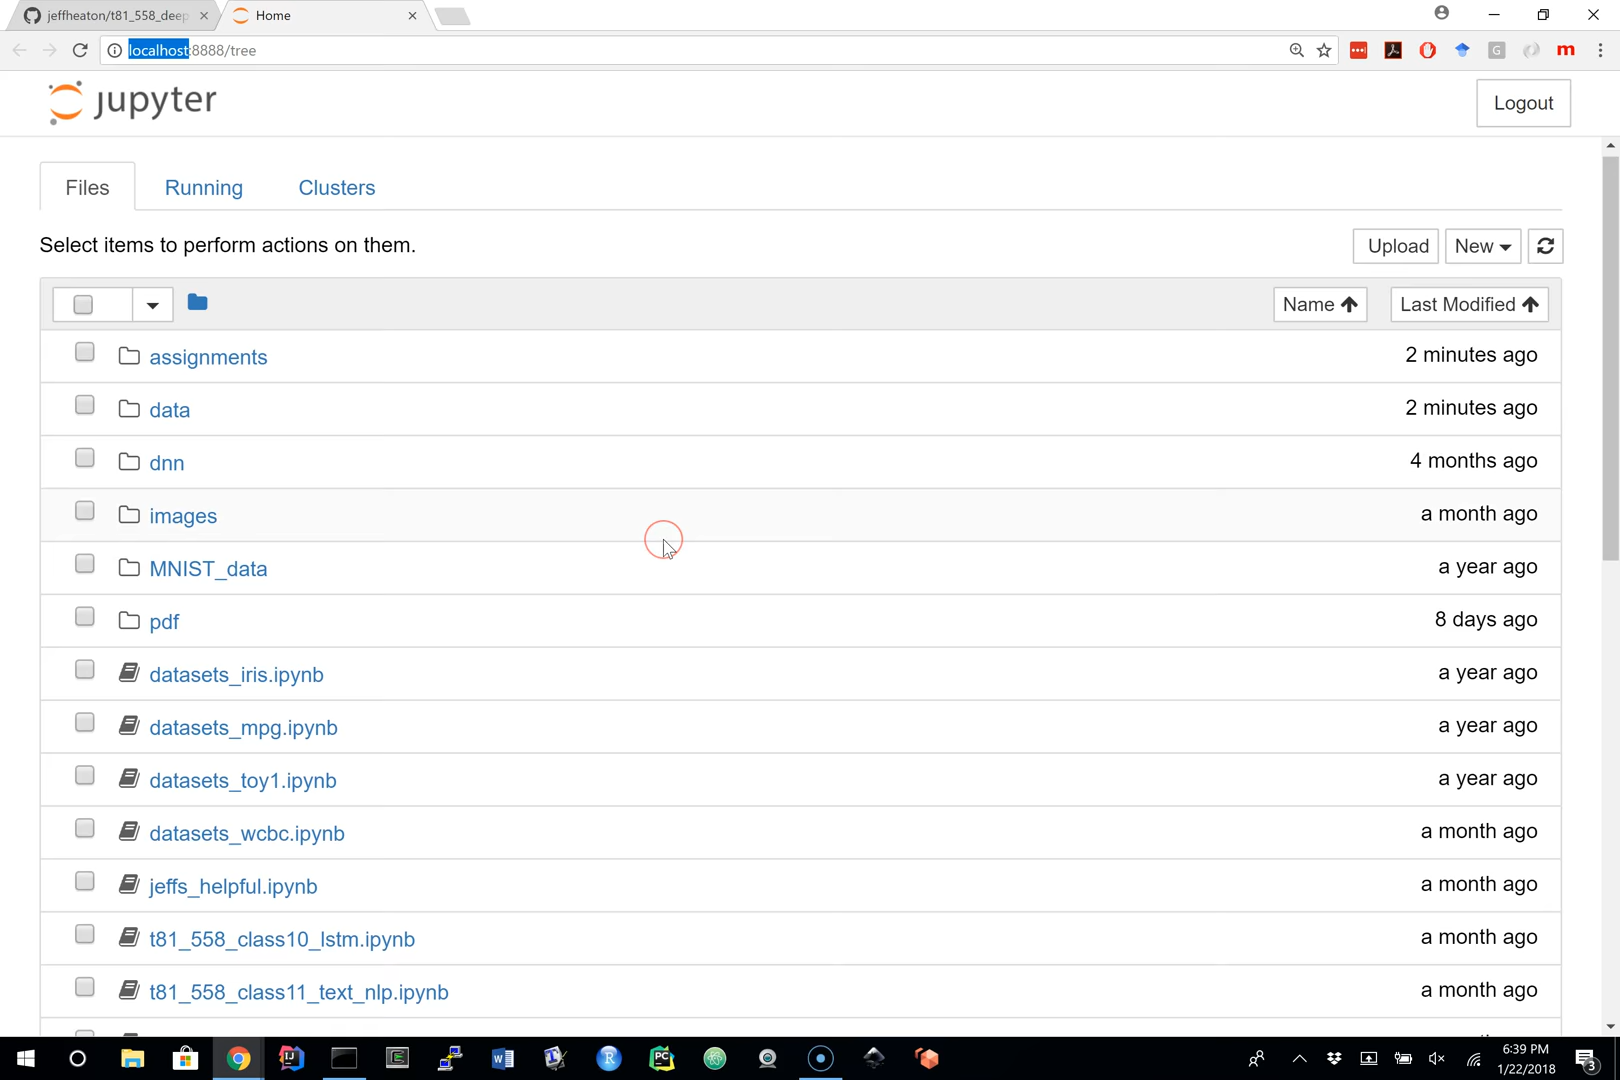 jeffheaton/t81_558_deep
Home
localhost:8888/tree
jupyter
Logout
Files
Running
Clusters
Select items to perform actions on them.
Upload
New
Name
Last Modified
assignments
2 minutes ago
data
2 minutes ago
dnn
4 months ago
images
a month ago
MNIST_data
a year ago
pdf
8 days ago
datasets_iris.ipynb
a year ago
datasets_mpg.ipynb
a year ago
datasets_toy1.ipynb
a year ago
datasets_wcbc.ipynb
a month ago
jeffs_helpful.ipynb
a month ago
t81_558_class10_lstm.ipynb
a month ago
t81_558_class11_text_nlp.ipynb
a month ago
6:39 PM
1/22/2018
3